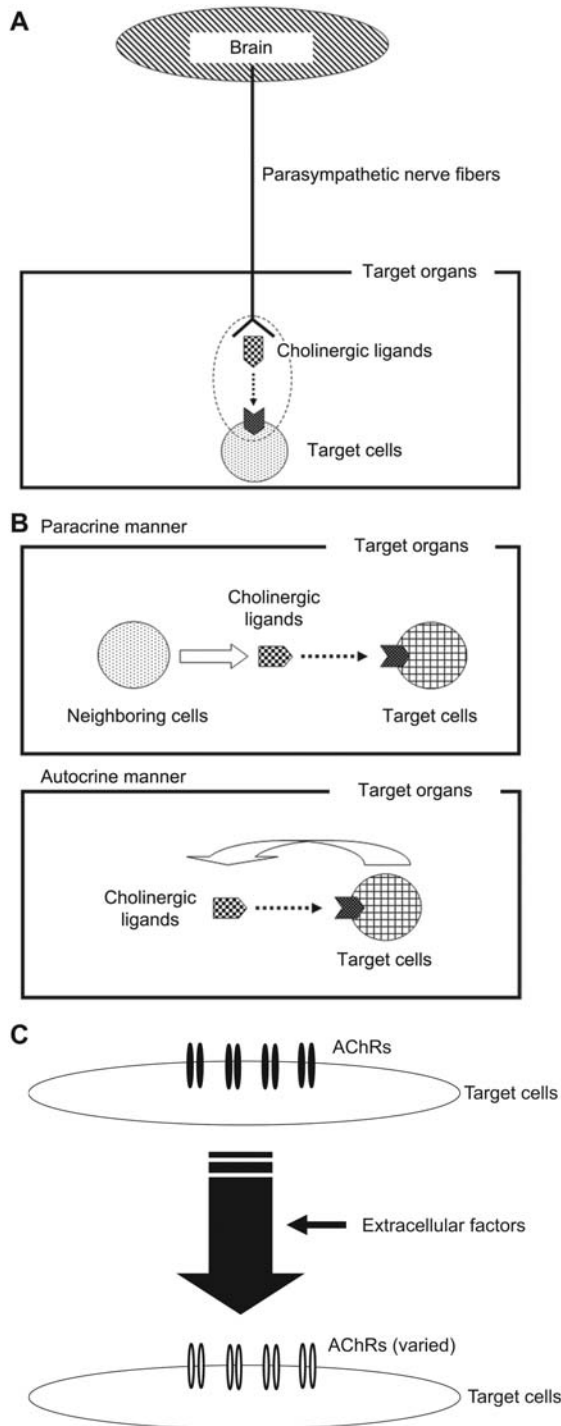 A
Brain
Parasympathetic nerve fibers
Target organs
Cholinergic ligands
Target cells
B
Paracrine manner
Target organs
Cholinergic
ligands
Neighboring cells
Target cells
Autocrine manner
Target organs
Cholinergic
ligands
Target cells
C
AChRs
Target cells
Extracellular factors
AChRs (varied)
Target cells